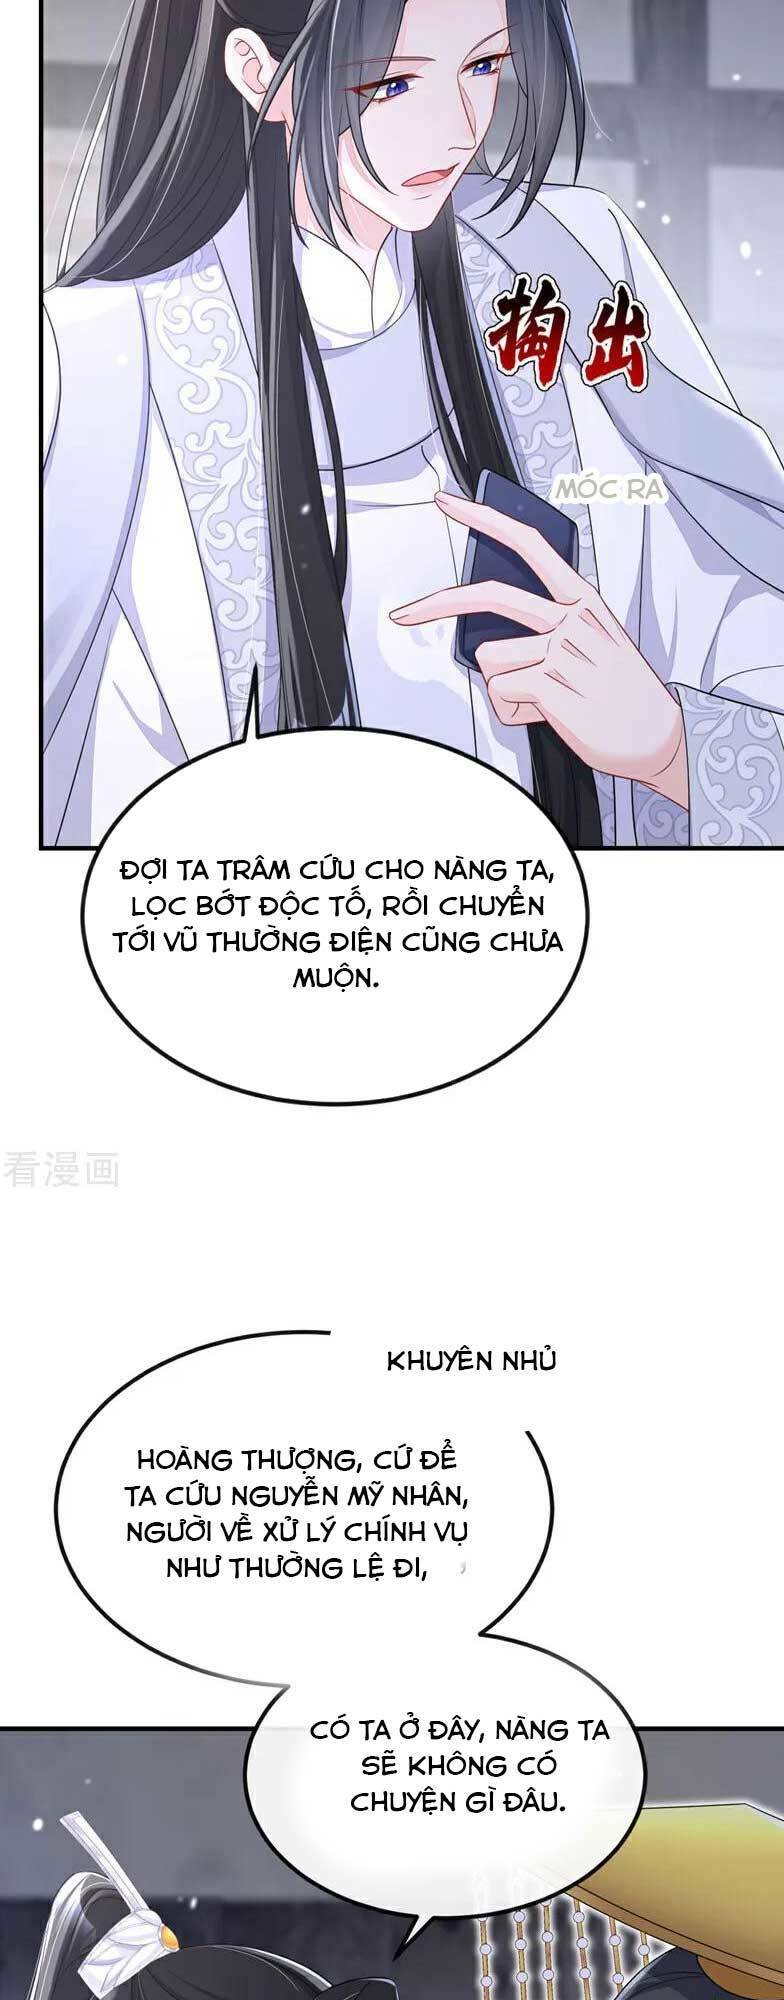 掏出
MÓC RA
ĐỢI TA TRÂM CỨU CHO NÀNG TA,
LỌC BỚT ĐỘC TỐ, RỒI CHUYỂN
TỚI VŨ THƯỜNG ĐIỆN CŨNG CHƯA
MUỘN.
看漫画
KHUYÊN NHỦ
HOÀNG THƯỢNG, CỨ ĐỂ
TA CỨU NGUYỄN MỸ NHÂN,
NGƯỜI VỀ XỬ LÝ CHÍNH VỤ
NHƯ THƯỜNG LỆ ĐI,
CÓ TA Ở ĐÂY, NÀNG TA
SẼ KHÔNG CÓ
CHUYỆN GÌ ĐÂU.